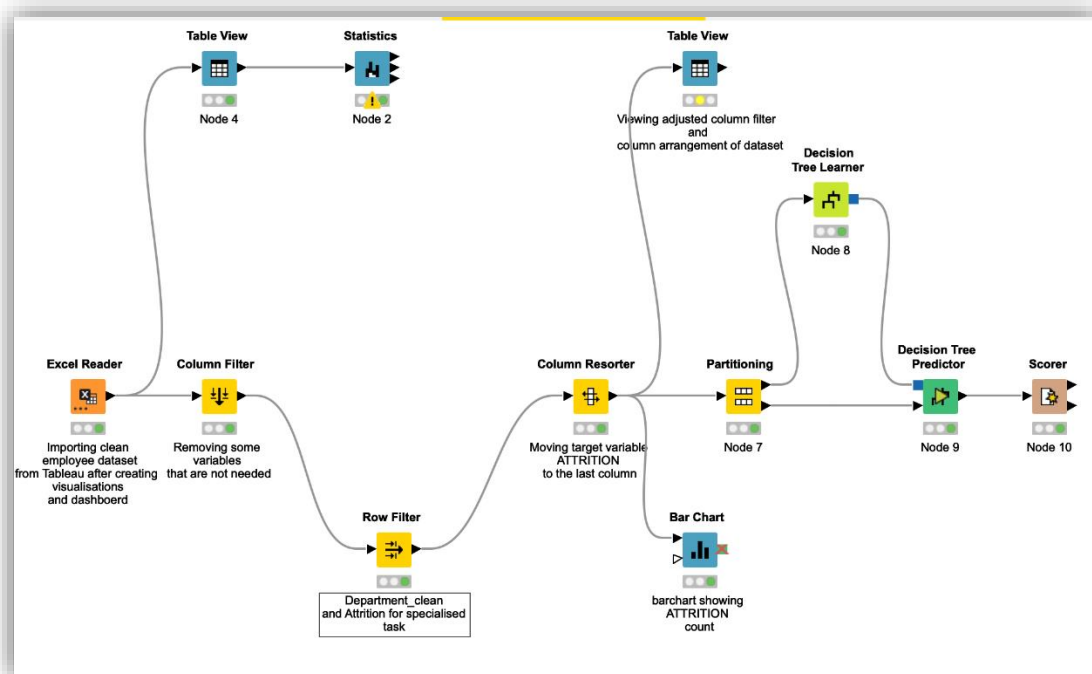 Table View
Node 4
Statistics
Node 2
Table View
Viewing adjusted column filter
and
column arrangement of dataset
Decision
Tree Learner
Node 8
Excel Reader
Importing clean
employee dataset
from Tableau after creating
visualisations
and dashboerd
Column Filter
Removing some
variables
that are not needed
Row Filter
Department_clean
and Attrition for specialised
task
Column Resorter
Moving target variable
ATTRITION
to the last column
Partitioning
Node 7
Bar Chart
barchart showing
ATTRITION
count
Decision Tree
Predictor
Node 9
Scorer
Node 10